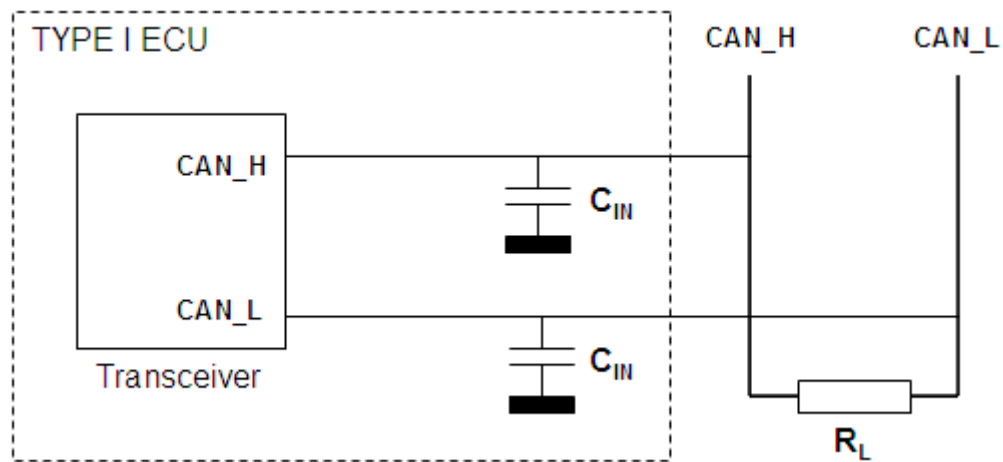 TYPE I ECU
CAN_H CAN_L
CAN_H
C_IN
CAN_L
C_IN
Transceiver
R_L